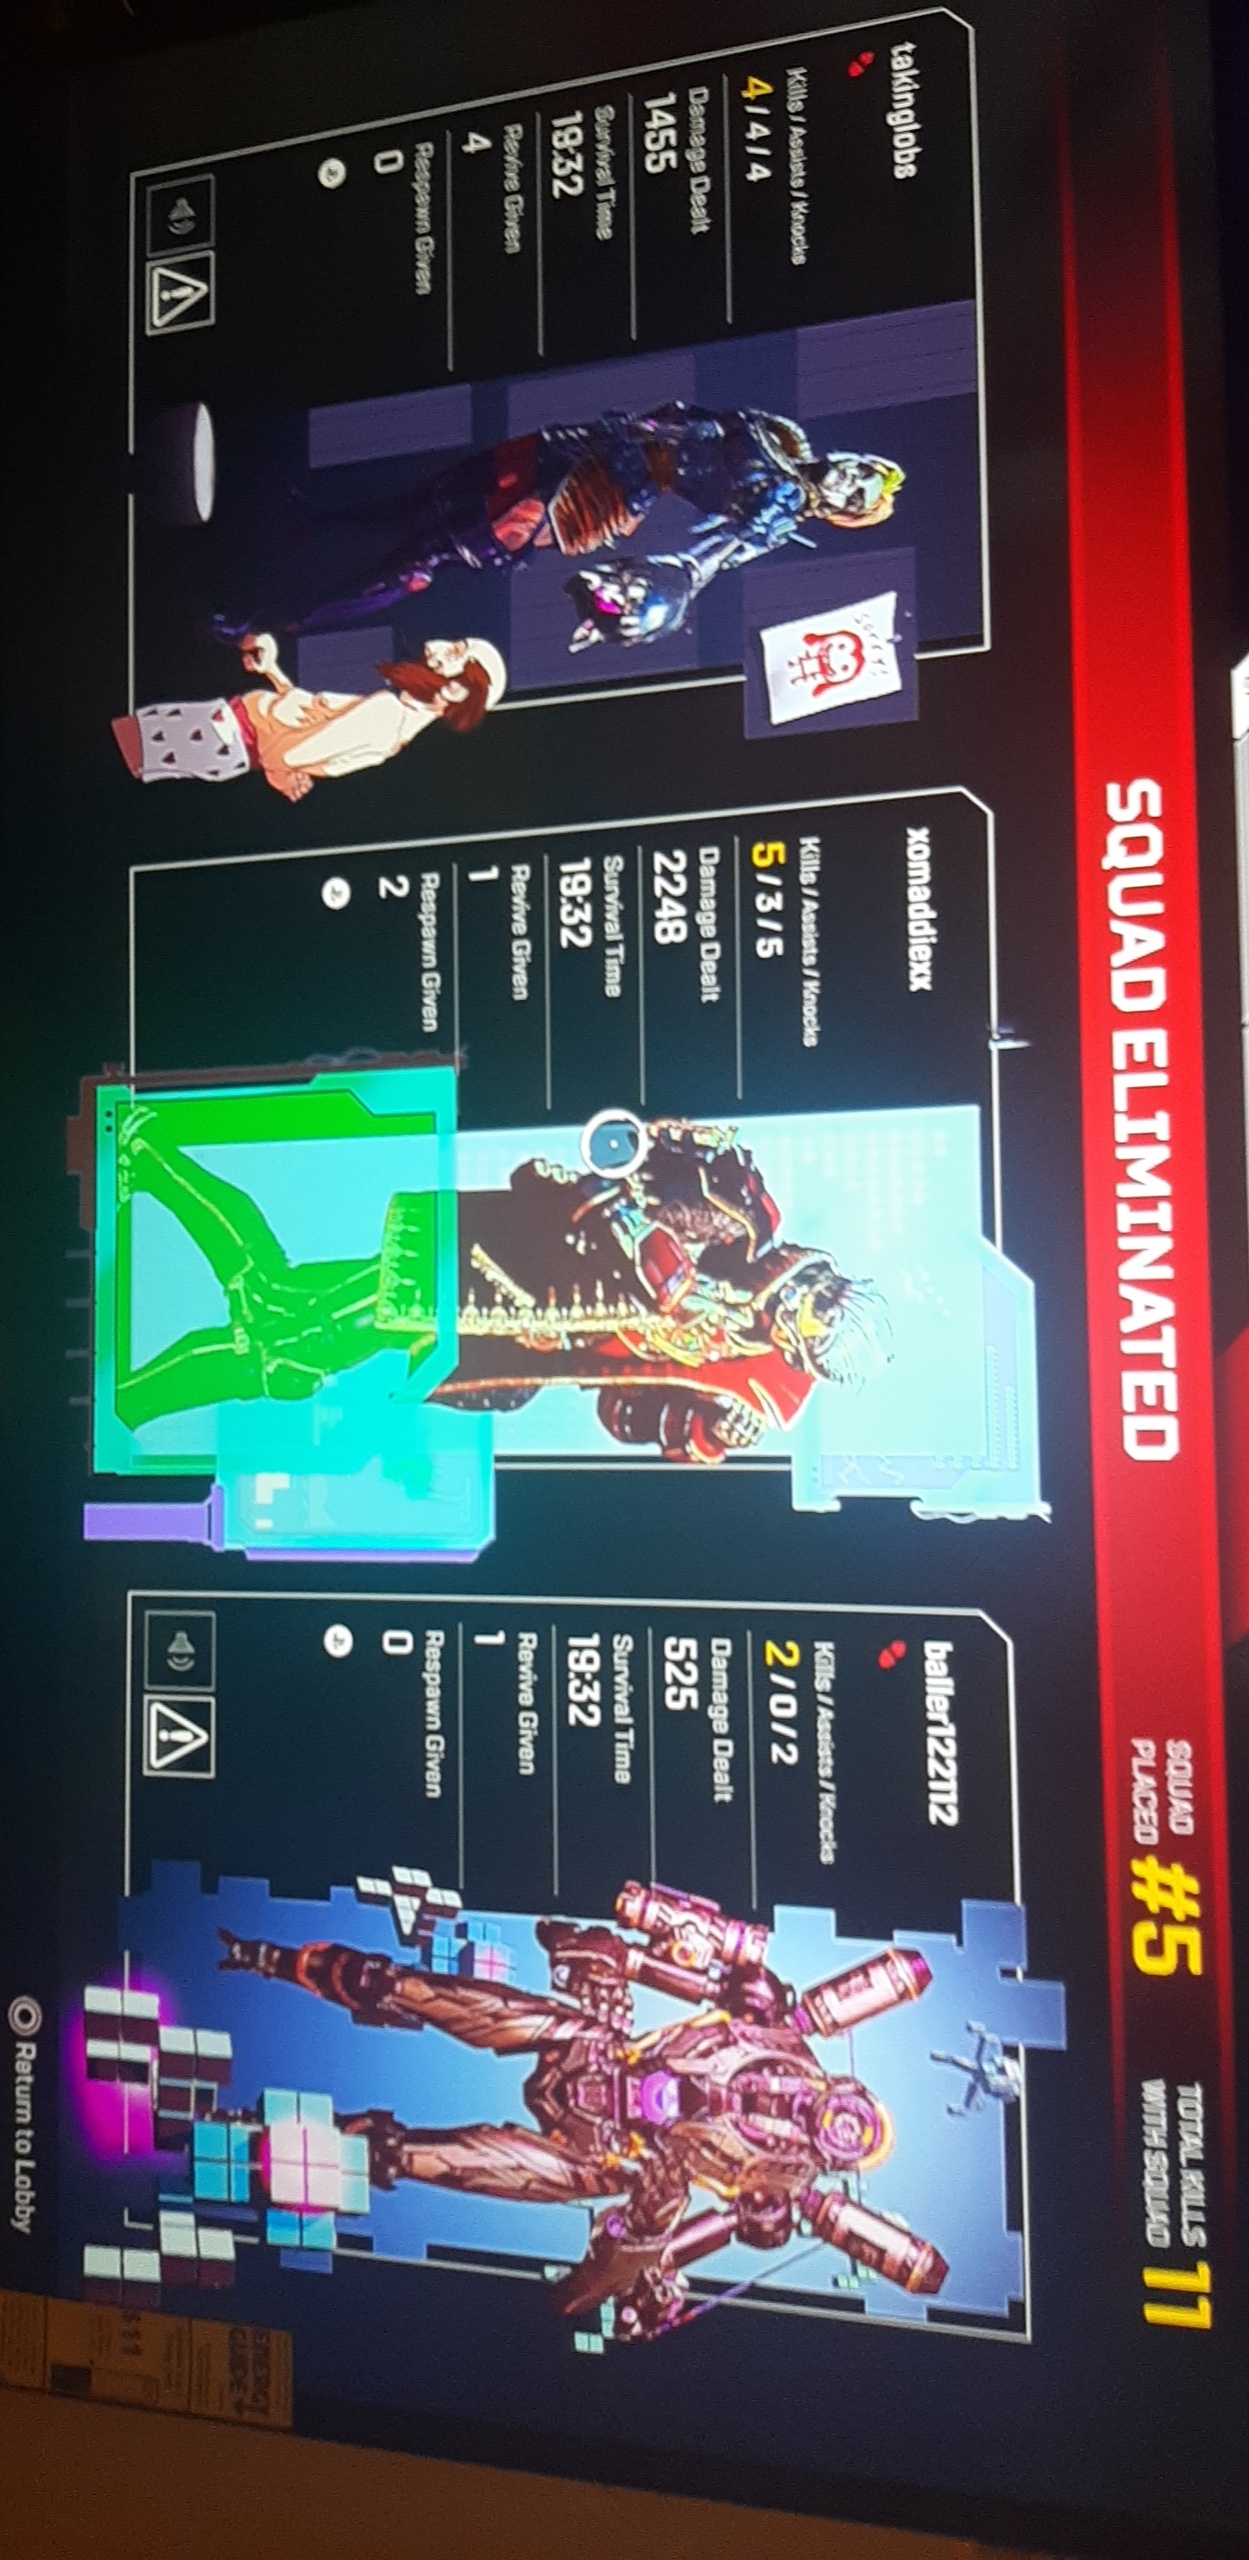 SQUAD ELIMINATED
SQUAD
PLACED
#5
TOTAL KILLS
WITH SQUAD
11
takinglobs
Kills / Assists / Knocks
4 / 4 / 4
Damage Dealt
1455
Survival Time
19:32
Revive Given
4
Respawn Given
0
xomaddiexx
Kills / Assists / Knocks
5 / 3 / 5
Damage Dealt
2248
Survival Time
19:32
Revive Given
1
Respawn Given
2
baller122112
Kills / Assists / Knocks
2 / 0 / 2
Damage Dealt
525
Survival Time
19:32
Revive Given
1
Respawn Given
0
Return to Lobby